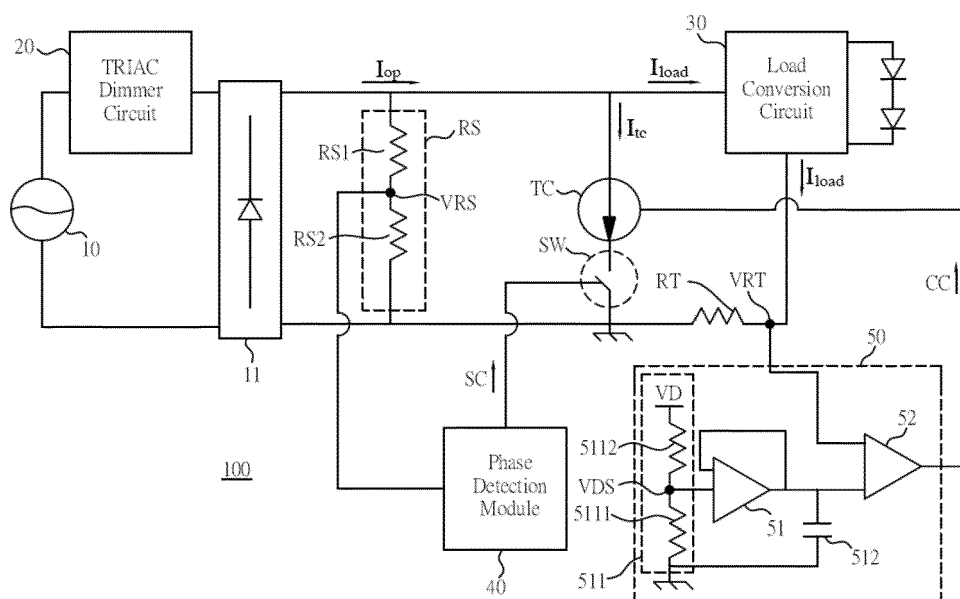 20
TRIAC
Dimmer
Circuit
10
11
Iop
RS
RS1
VRS
RS2
Iload
Itc
30
Load
Conversion
Circuit
Iload
TC
SW
RT
VRT
CC
SC
100
Phase
Detection
Module
40
50
VD
5112
VDS
5111
511
51
512
52